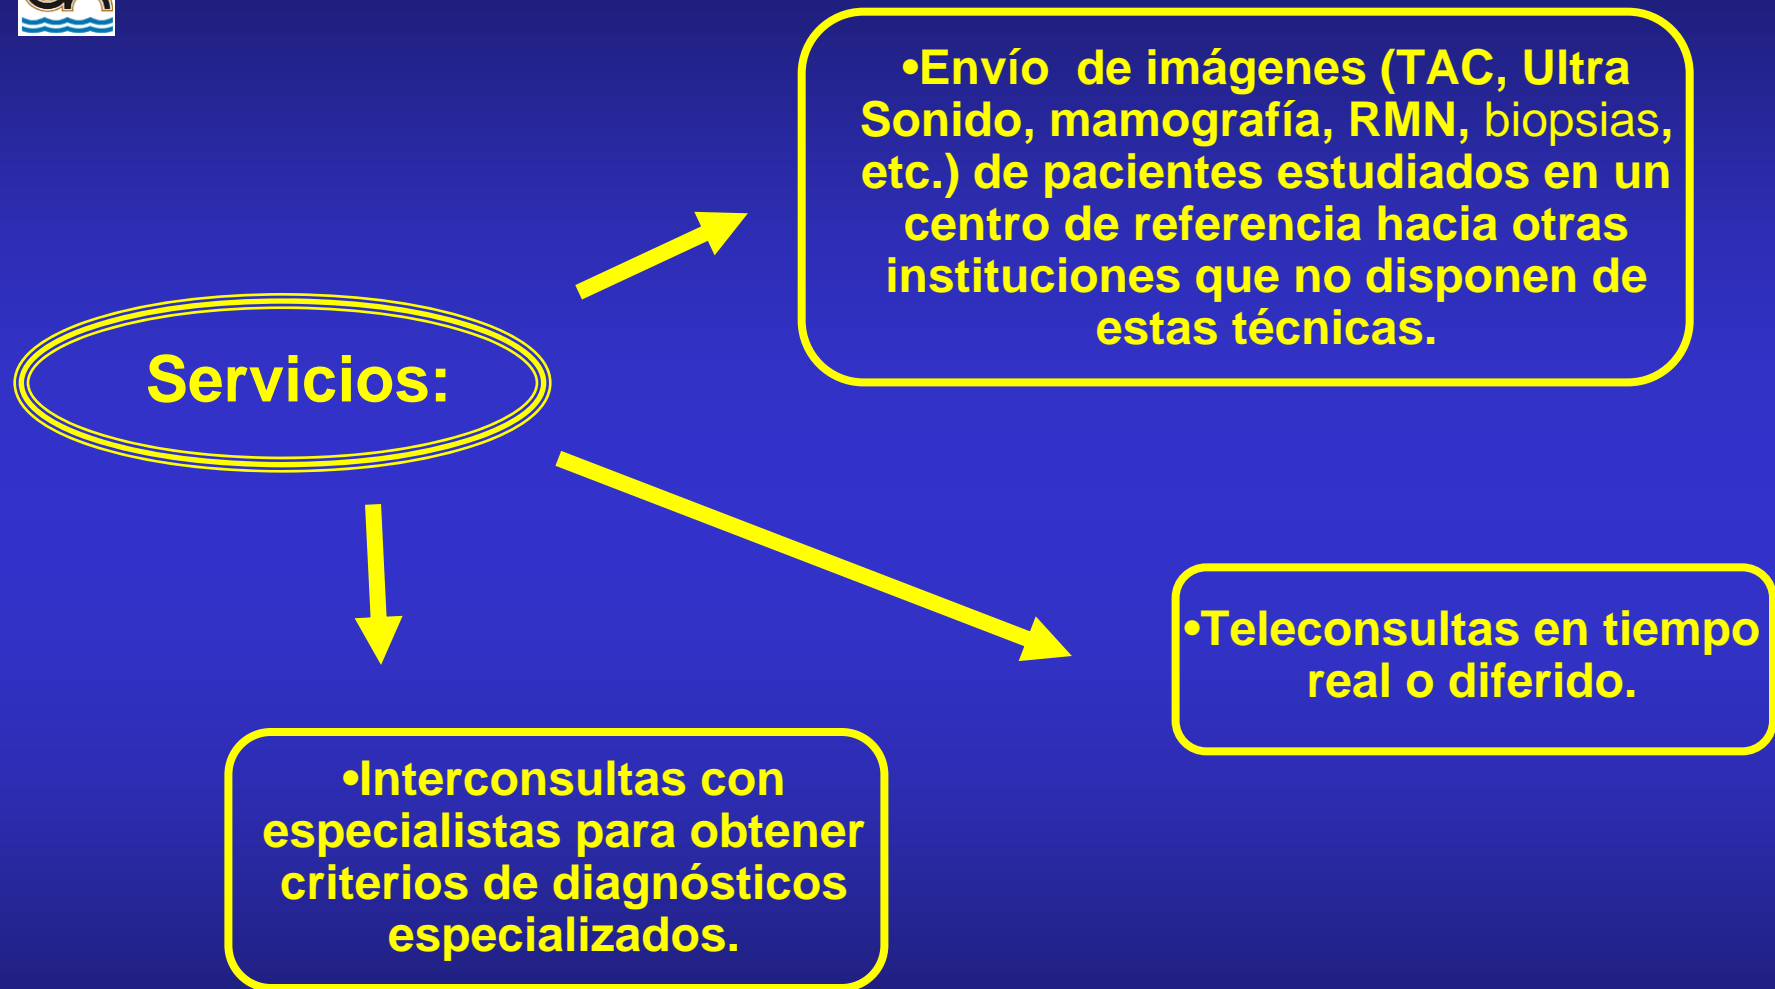 •Envío de imágenes (TAC, Ultra
Sonido, mamografía, RMN, biopsias,
etc.) de pacientes estudiados en un
centro de referencia hacia otras
instituciones que no disponen de
estas técnicas.
Servicios:
•Teleconsultas en tiempo
real o diferido.
•Interconsultas con
especialistas para obtener
criterios de diagnósticos
especializados.